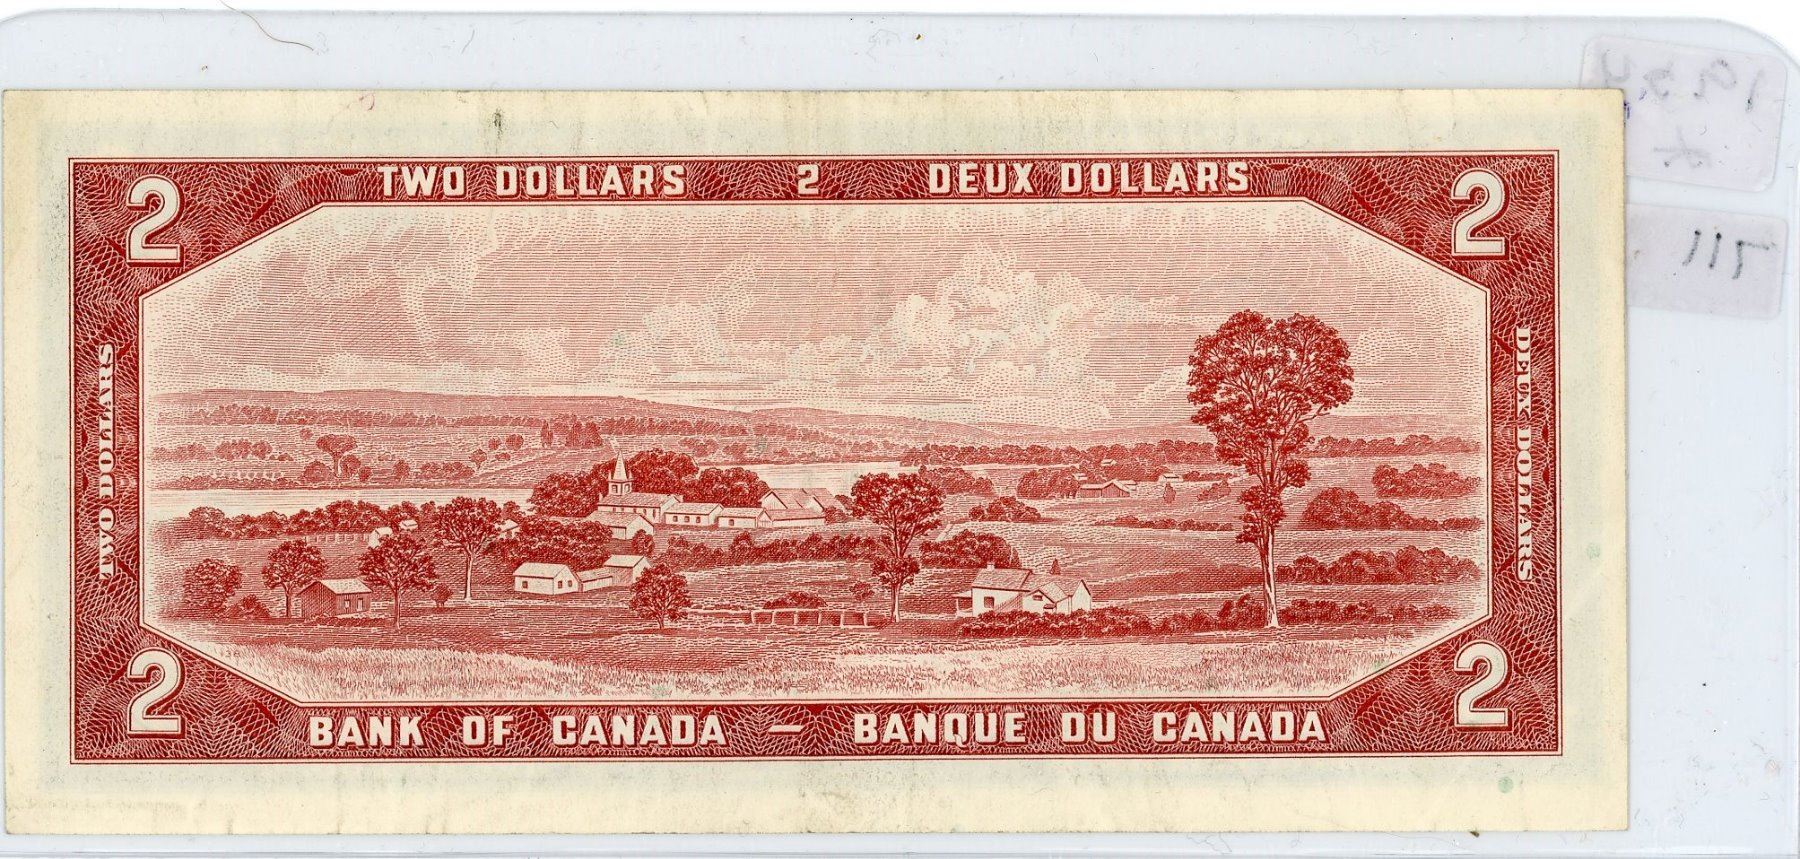 2 TWO DOLLARS 2 DEUX DOLLARS 2
TWO DOLLARS
DEUX DOLLARS
2 BANK OF CANADA — BANQUE DU CANADA 2
1954
711